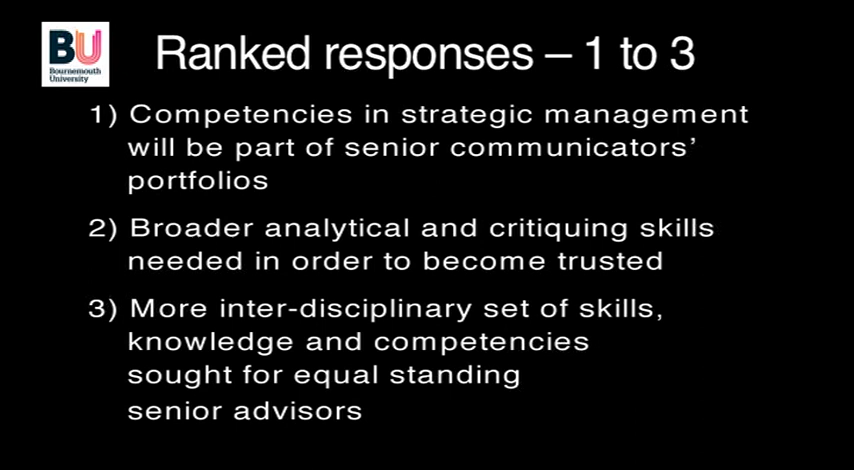 BU
Bournemouth
University
Ranked responses – 1 to 3
1) Competencies in strategic management
will be part of senior communicators’
portfolios
2) Broader analytical and critiquing skills
needed in order to become trusted
3) More inter-disciplinary set of skills,
knowledge and competencies
sought for equal standing
senior advisors